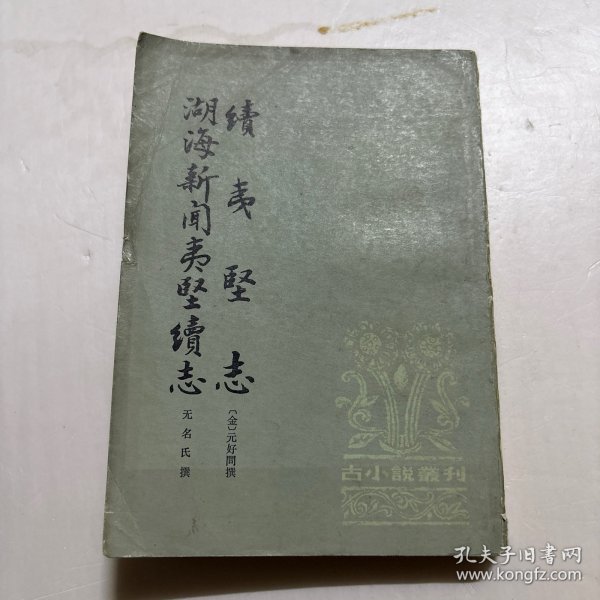 續夷堅志
〔金〕元好問撰
湖海新聞夷堅續志
无名氏撰
古小説叢刊
孔夫子旧书网
www.kongfz.com